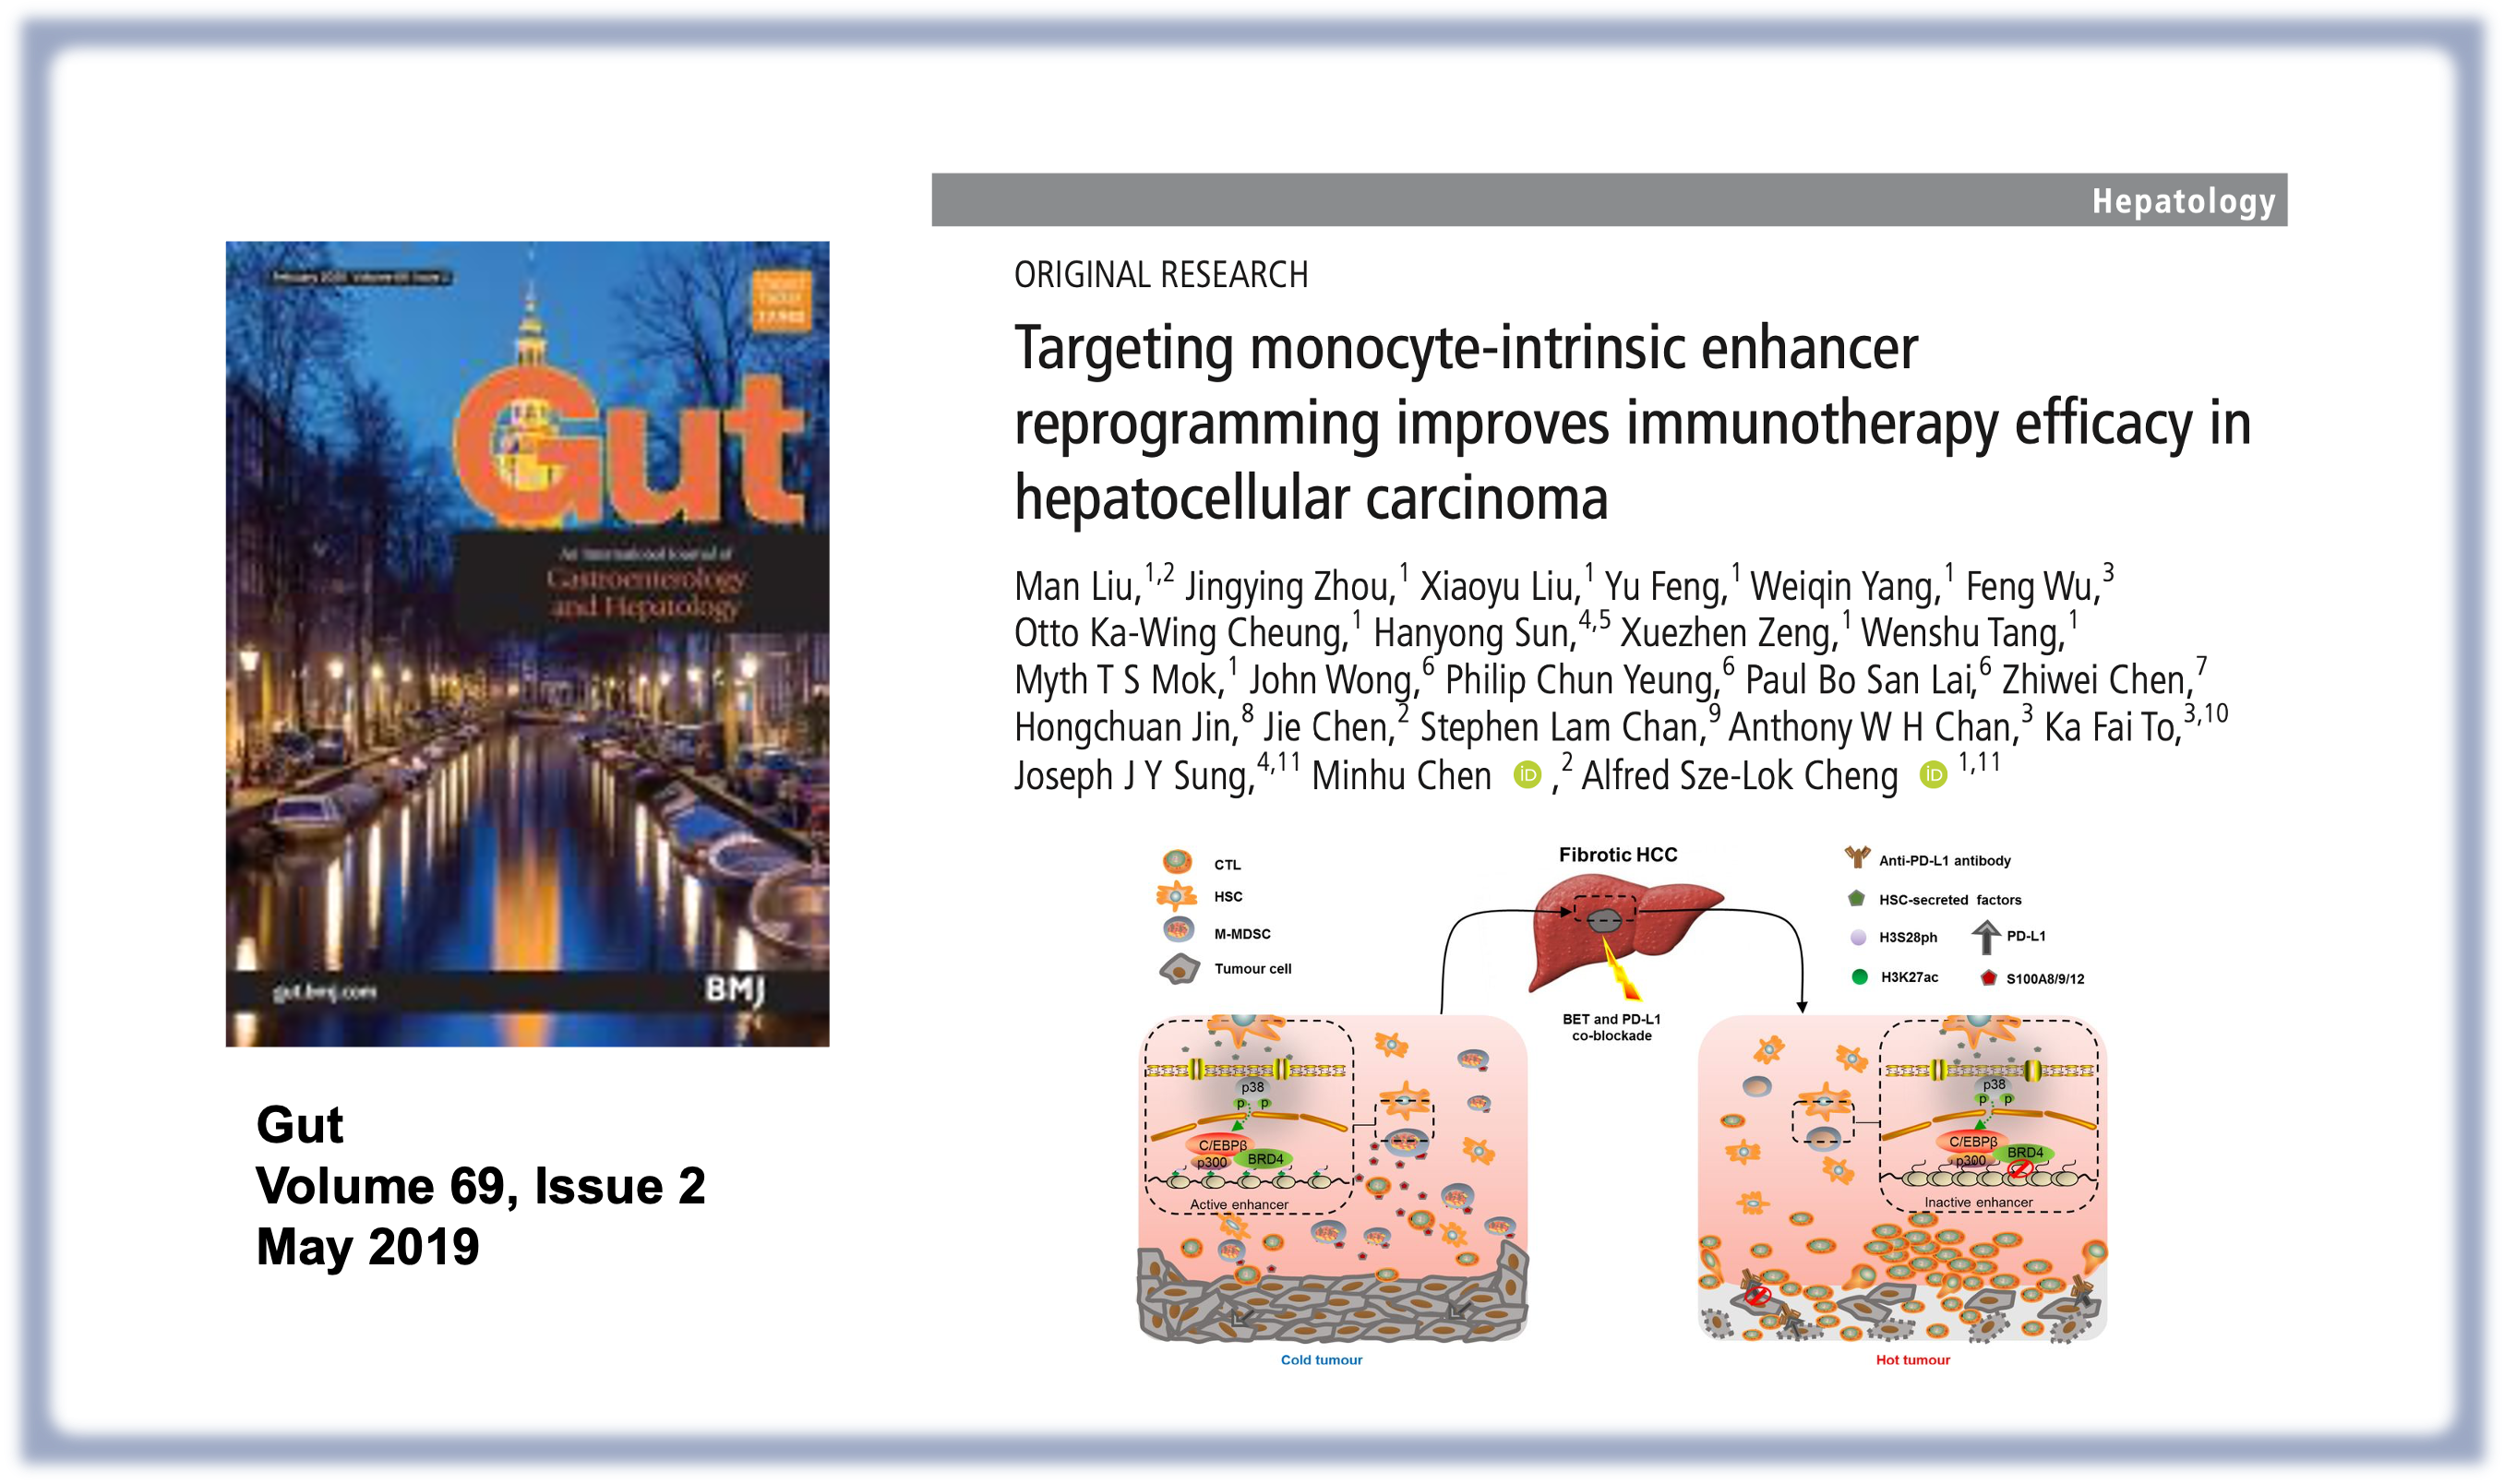 Hepatology
ORIGINAL RESEARCH
Targeting monocyte-intrinsic enhancer
reprogramming improves immunotherapy efficacy in
hepatocellular carcinoma
Man Liu,1,2 Jingying Zhou,1 Xiaoyu Liu,1 Yu Feng,1 Weiqin Yang,1 Feng Wu,3
Otto Ka-Wing Cheung,1 Hanyong Sun,4,5 Xuezhen Zeng,1 Wenshu Tang,1
Myth T S Mok,1 John Wong,6 Philip Chun Yeung,6 Paul Bo San Lai,6 Zhiwei Chen,7
Hongchuan Jin,8 Jie Chen,2 Stephen Lam Chan,9 Anthony W H Chan,3 Ka Fai To,3,10
Joseph J Y Sung,4,11 Minhu Chen iD ,2 Alfred Sze-Lok Cheng iD 1,11
February 2020 Volume 69 Issue 2
Gut
An International Journal of
Gastroenterology
and Hepatology
gut.bmj.com
BMJ
Gut
Volume 69, Issue 2
May 2019
CTL
HSC
M-MDSC
Tumour cell
Fibrotic HCC
BET and PD-L1
co-blockade
Anti-PD-L1 antibody
HSC-secreted factors
H3S28ph
PD-L1
H3K27ac
S100A8/9/12
p38
p p
C/EBPβ
p300
BRD4
Active enhancer
Cold tumour
p38
p p
C/EBPβ
p300
BRD4
Inactive enhancer
Hot tumour